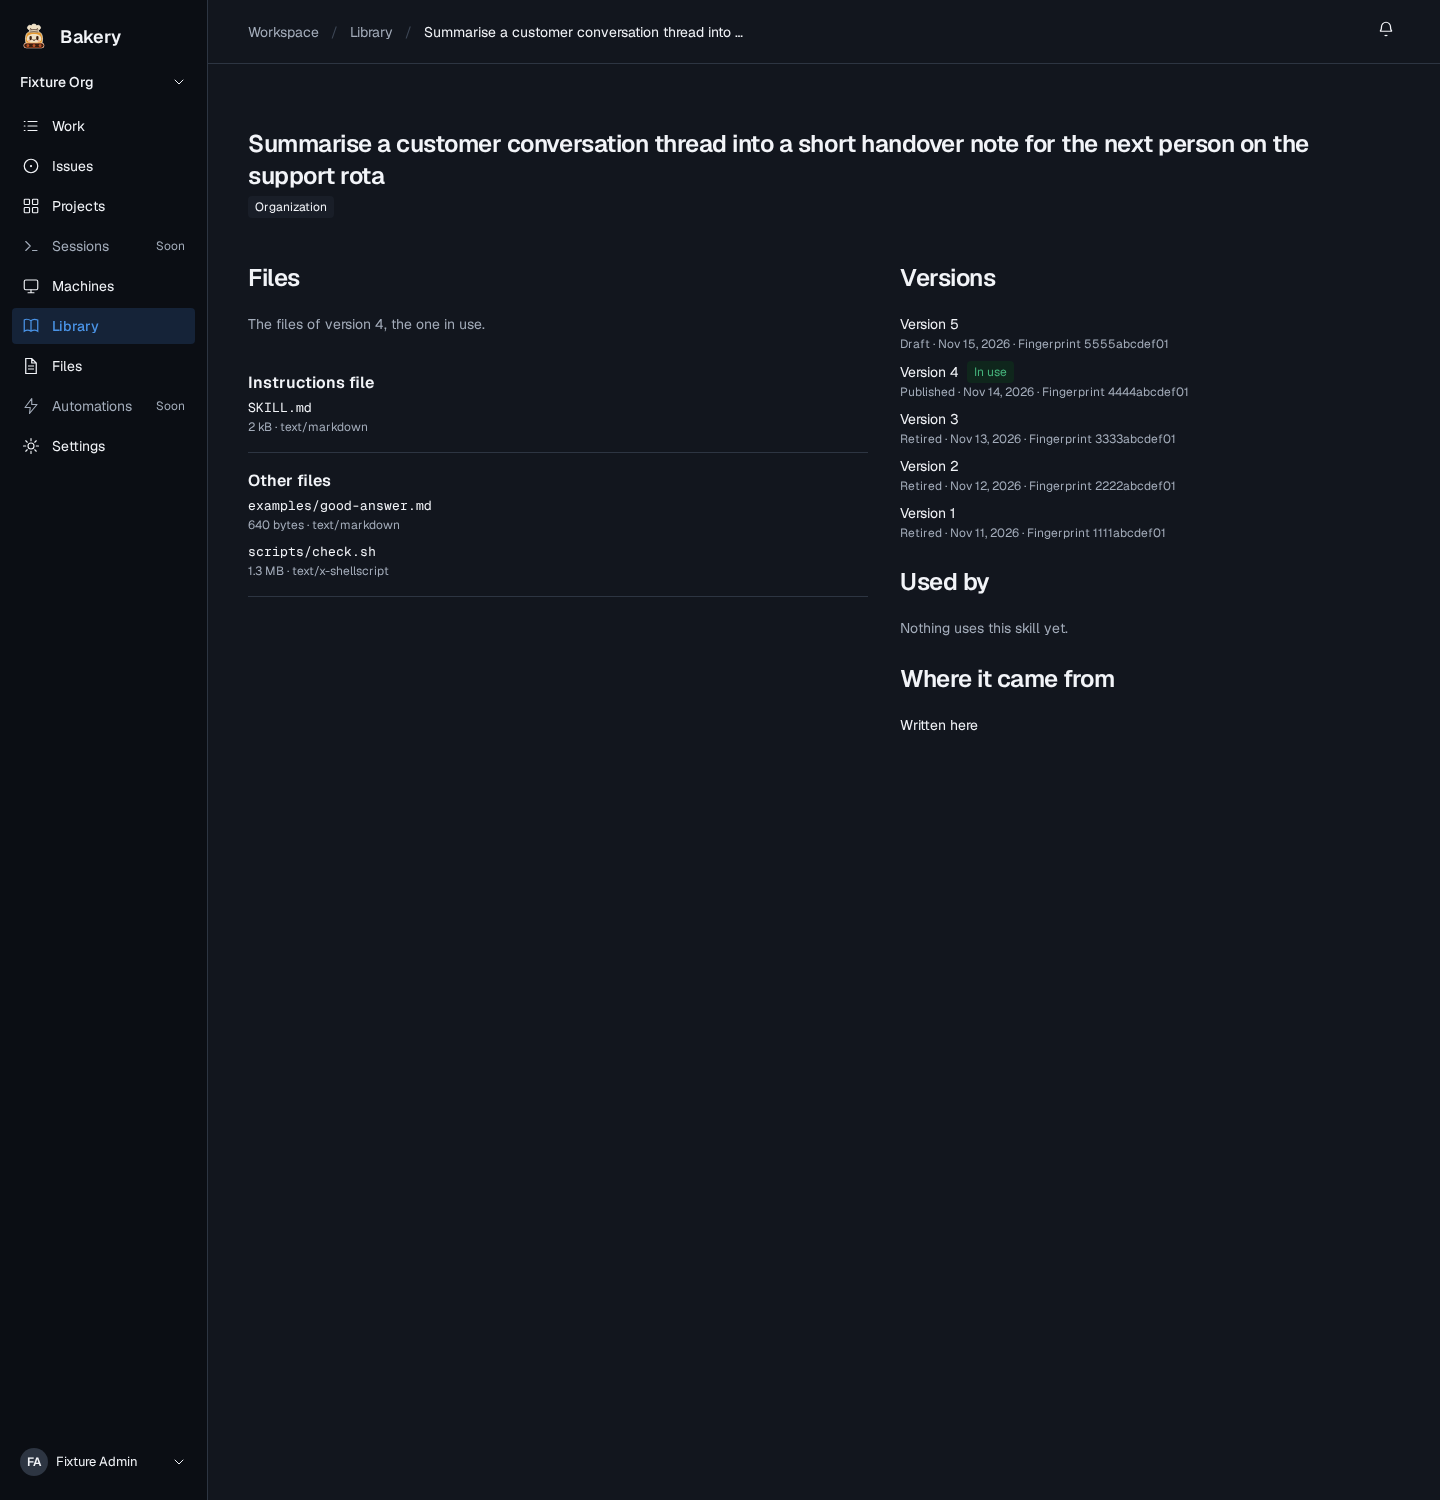 Bakery
Fixture Org
Work
Issues
Projects
Sessions Soon
Machines
Library
Files
Automations Soon
Settings
FA Fixture Admin
Workspace / Library / Summarise a customer conversation thread into …
Summarise a customer conversation thread into a short handover note for the next person on the
support rota
Organization
Files
The files of version 4, the one in use.
Instructions file
SKILL.md
2 kB · text/markdown
Other files
examples/good-answer.md
640 bytes · text/markdown
scripts/check.sh
1.3 MB · text/x-shellscript
Versions
Version 5
Draft · Nov 15, 2026 · Fingerprint 5555abcdef01
Version 4 In use
Published · Nov 14, 2026 · Fingerprint 4444abcdef01
Version 3
Retired · Nov 13, 2026 · Fingerprint 3333abcdef01
Version 2
Retired · Nov 12, 2026 · Fingerprint 2222abcdef01
Version 1
Retired · Nov 11, 2026 · Fingerprint 1111abcdef01
Used by
Nothing uses this skill yet.
Where it came from
Written here